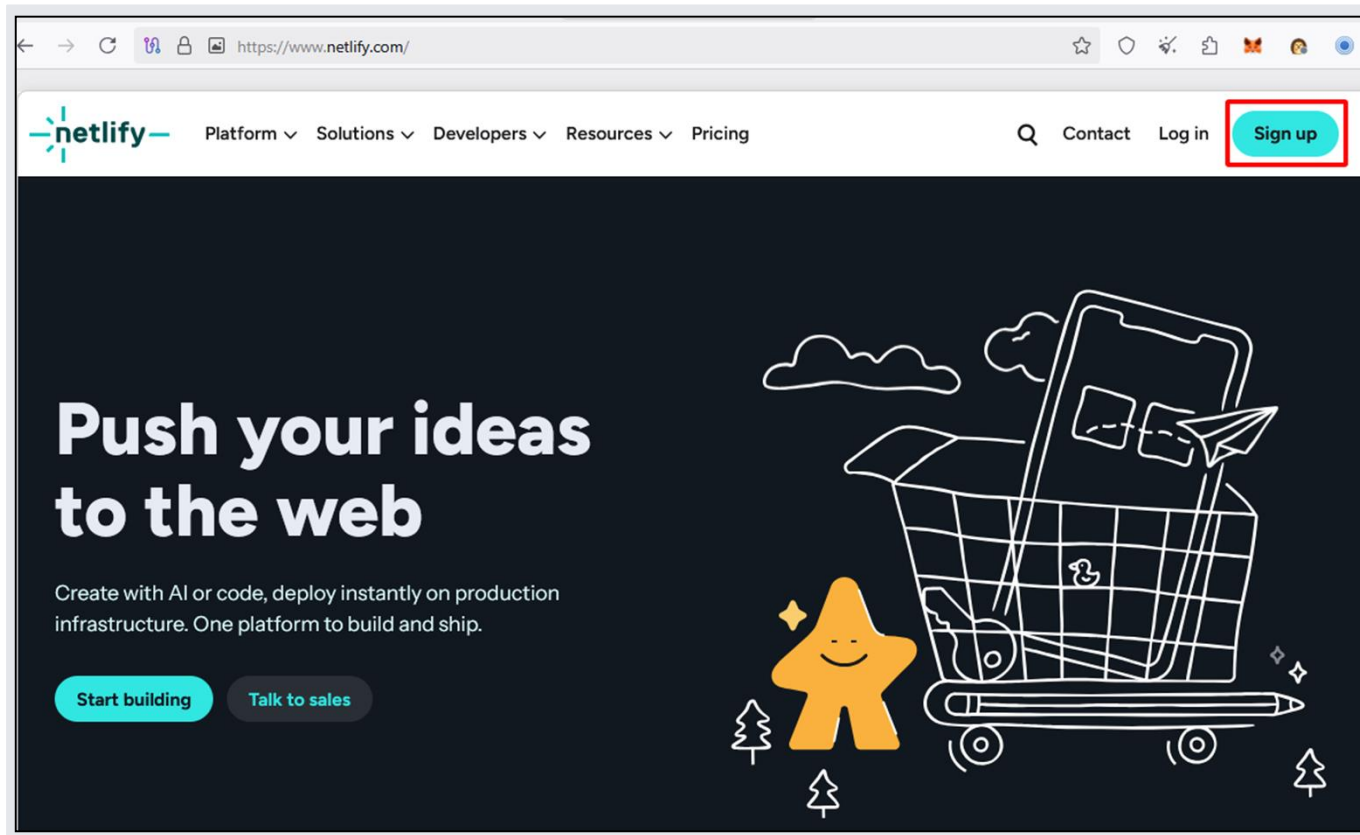 https://www.netlify.com/
netlify Platform Solutions Developers Resources Pricing Contact Log in Sign up
Push your ideas
to the web
Create with AI or code, deploy instantly on production
infrastructure. One platform to build and ship.
Start building Talk to sales